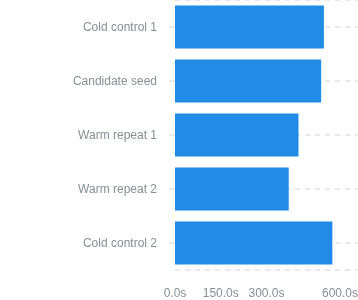 Cold control 1
Candidate seed
Warm repeat 1
Warm repeat 2
Cold control 2
0.0s 150.0s 300.0s 600.0s